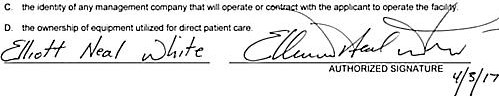 C. the identity of any management company that will operate or contract with the applicant to operate the facility.
D. the ownership of equipment utilized for direct patient care.
Elliott Neal White
AUTHORIZED SIGNATURE
4/5/17